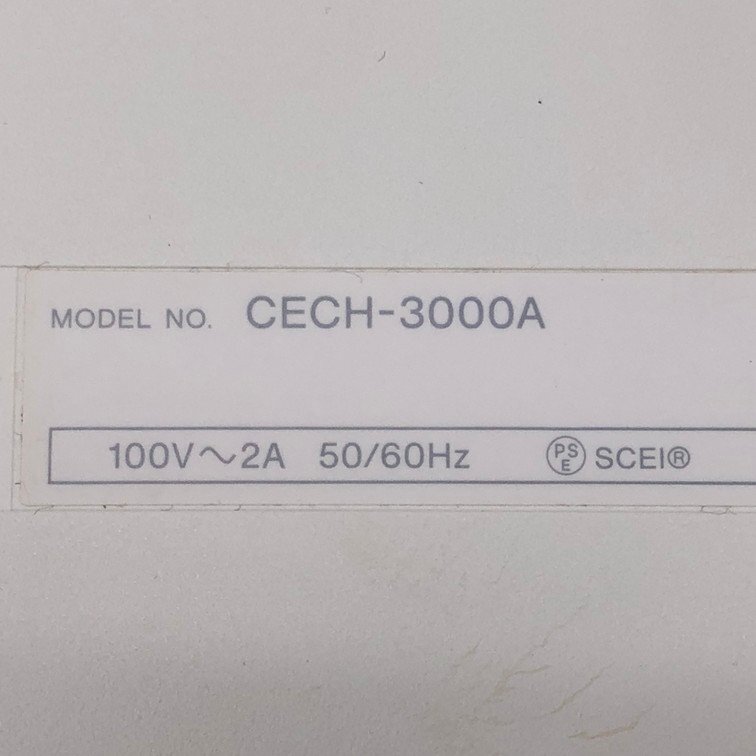 MODEL NO. CECH-3000A
100V～2A 50/60Hz PSE SCEI®